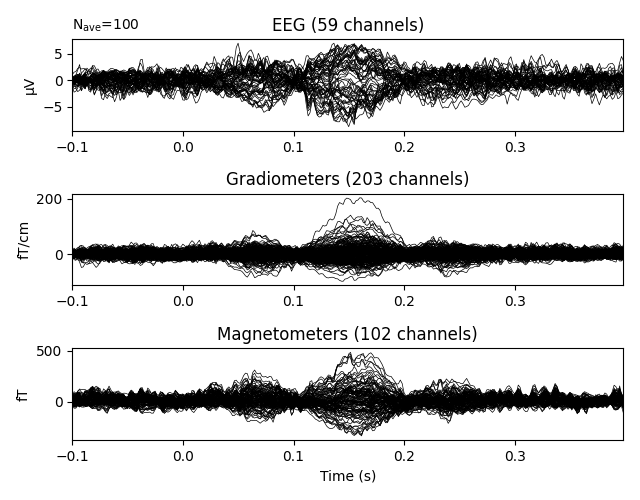 N_ave=100
EEG (59 channels)
5
0
−5
µV
−0.1 0.0 0.1 0.2 0.3
Gradiometers (203 channels)
200
0
fT/cm
−0.1 0.0 0.1 0.2 0.3
Magnetometers (102 channels)
500
0
fT
−0.1 0.0 0.1 0.2 0.3
Time (s)